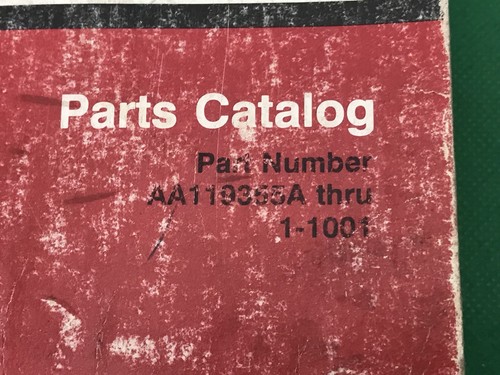 Parts Catalog
Part Number
AA119355A thru
1-1001